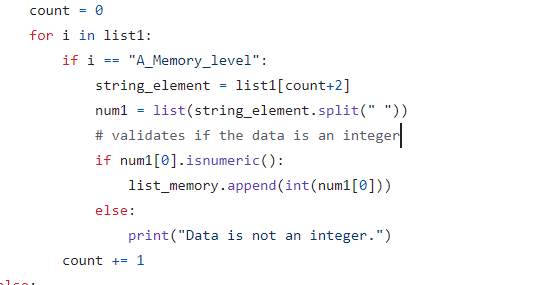 count = 0
for i in list1:
if i == "A_Memory_level":
string_element = list1[count+2]
num1 = list(string_element.split(" "))
# validates if the data is an integer
if num1[0].isnumeric():
list_memory.append(int(num1[0]))
else:
print("Data is not an integer.")
count += 1
else: